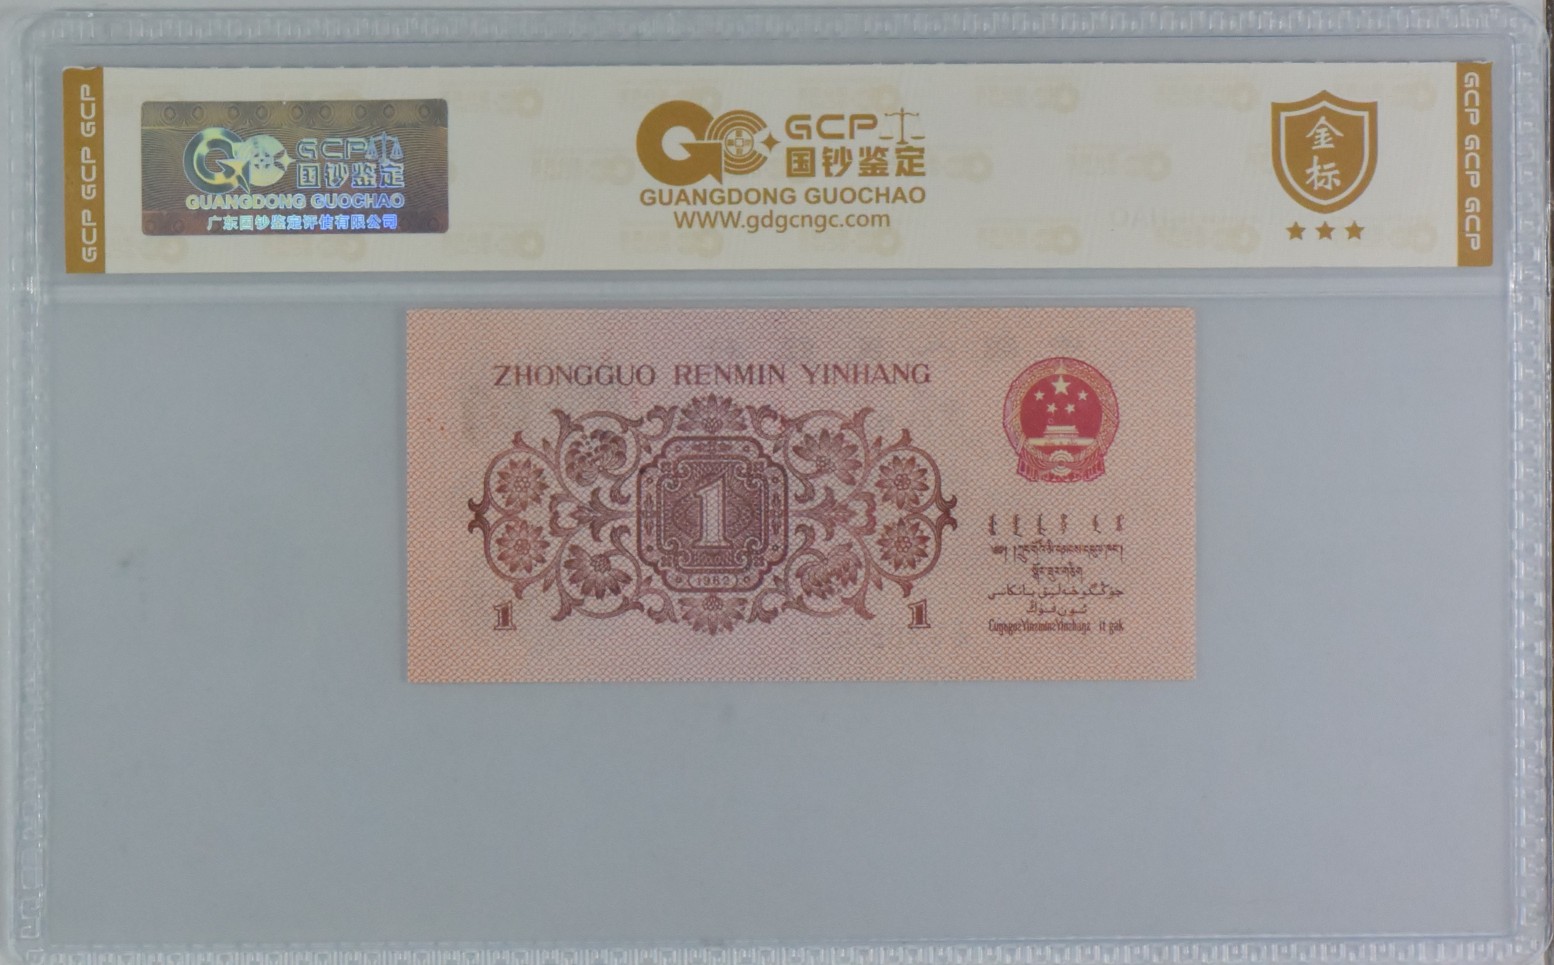 GCP GCP GCP
GCP
国钞鉴定
GUANGDONG GUOCHAO
广东国钞鉴定评估有限公司
GCP
国钞鉴定
GUANGDONG GUOCHAO
WWW.gdgcngc.com
金
标
GCP GCP GCP
ZHONGGUO RENMIN YINHANG
1
1962
1
1